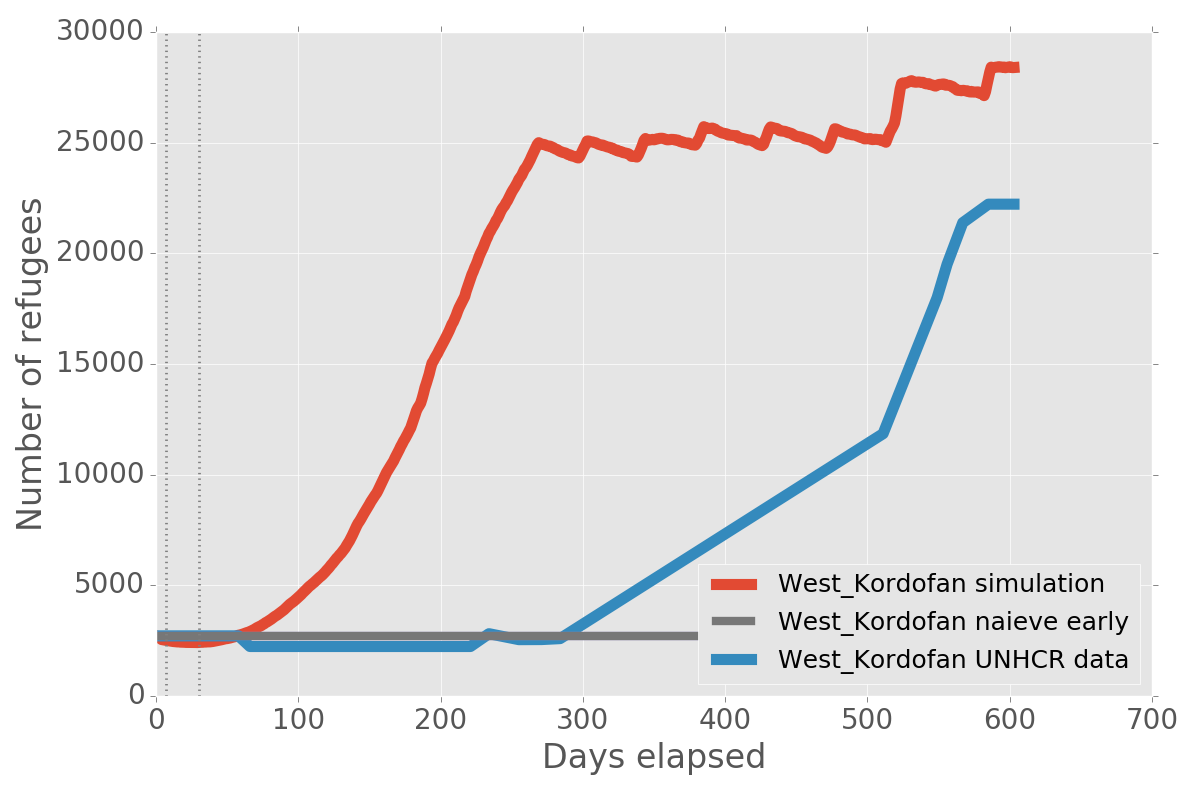 30000
25000
20000
15000
10000
5000
0
Number of refugees
0 100 200 300 400 500 600 700
Days elapsed
West_Kordofan simulation
West_Kordofan naieve early
West_Kordofan UNHCR data